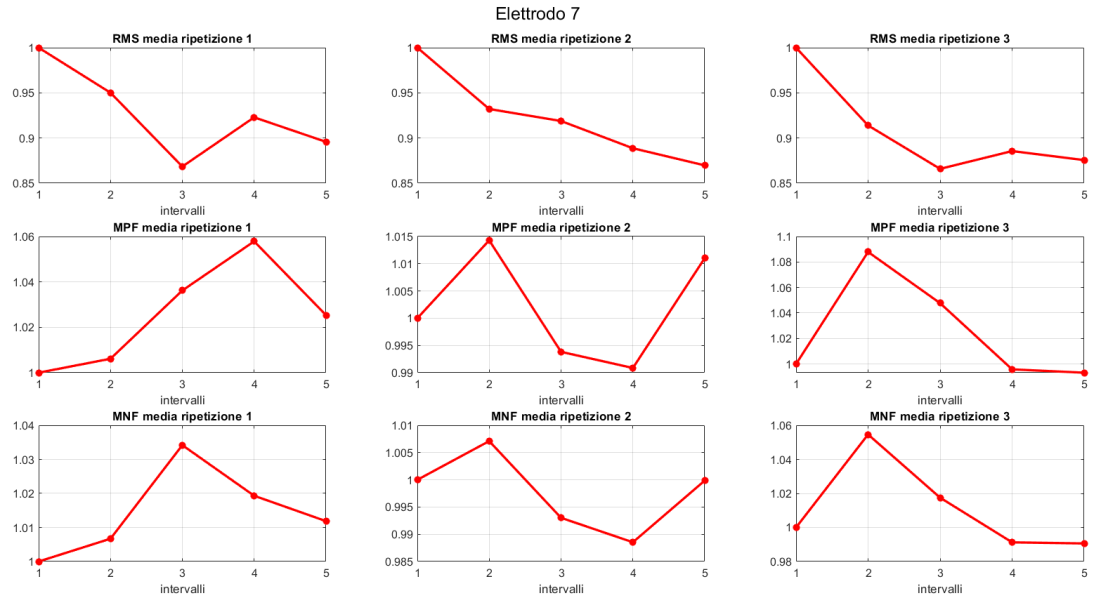 Elettrodo 7
RMS media ripetizione 1
1
0.95
0.9
0.85
1 2 3 4 5
intervalli
RMS media ripetizione 2
1
0.95
0.9
0.85
1 2 3 4 5
intervalli
RMS media ripetizione 3
1
0.95
0.9
0.85
1 2 3 4 5
intervalli
MPF media ripetizione 1
1.06
1.04
1.02
1
1 2 3 4 5
intervalli
MPF media ripetizione 2
1.015
1.01
1.005
1
0.995
0.99
1 2 3 4 5
intervalli
MPF media ripetizione 3
1.1
1.08
1.06
1.04
1.02
1
1 2 3 4 5
intervalli
MNF media ripetizione 1
1.04
1.03
1.02
1.01
1
1 2 3 4 5
intervalli
MNF media ripetizione 2
1.01
1.005
1
0.995
0.99
0.985
1 2 3 4 5
intervalli
MNF media ripetizione 3
1.06
1.04
1.02
1
0.98
1 2 3 4 5
intervalli